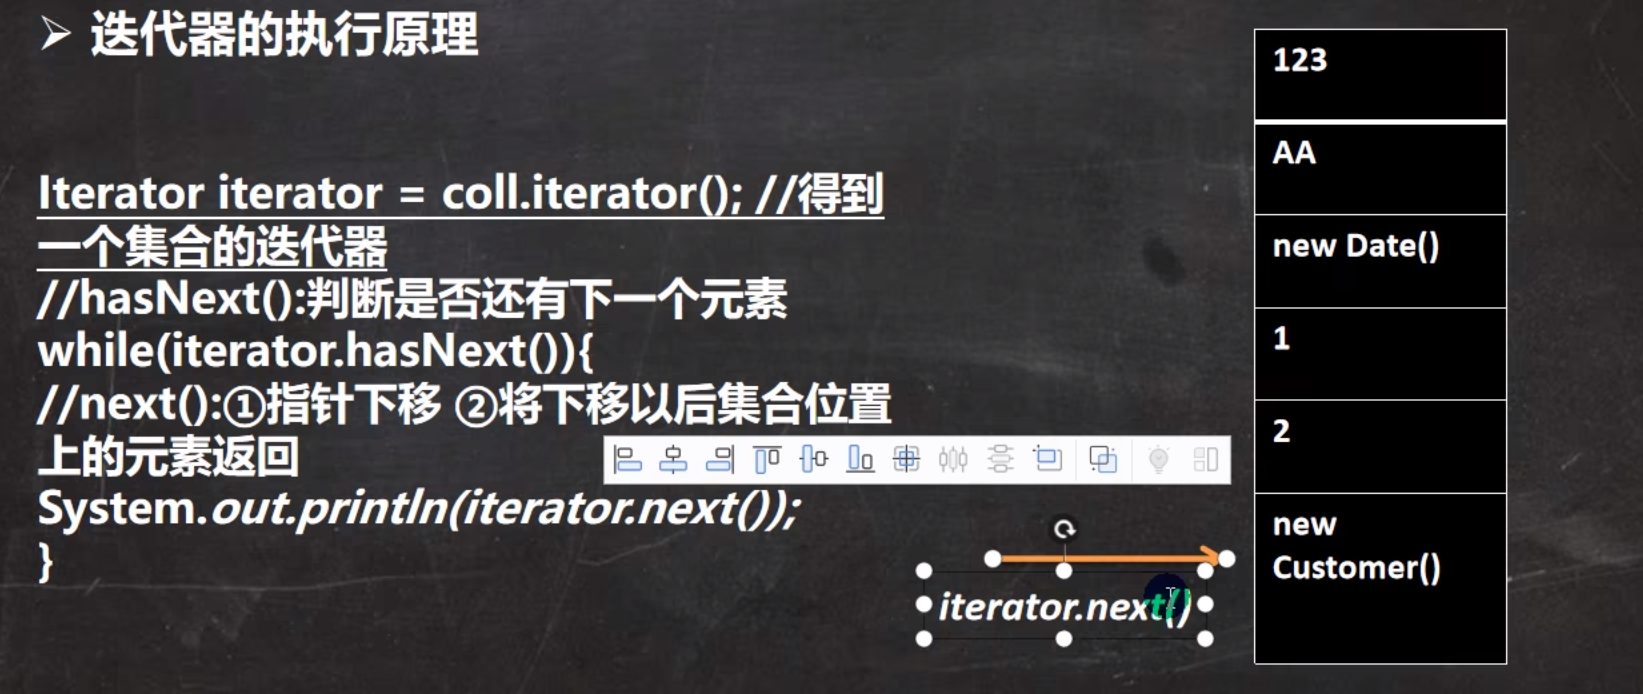 迭代器的执行原理
Iterator iterator = coll.iterator(); //得到
一个集合的迭代器
//hasNext():判断是否还有下一个元素
while(iterator.hasNext()){
//next():①指针下移 ②将下移以后集合位置
上的元素返回
System.out.println(iterator.next());
}
iterator.next()
123
AA
new Date()
1
2
new
Customer()